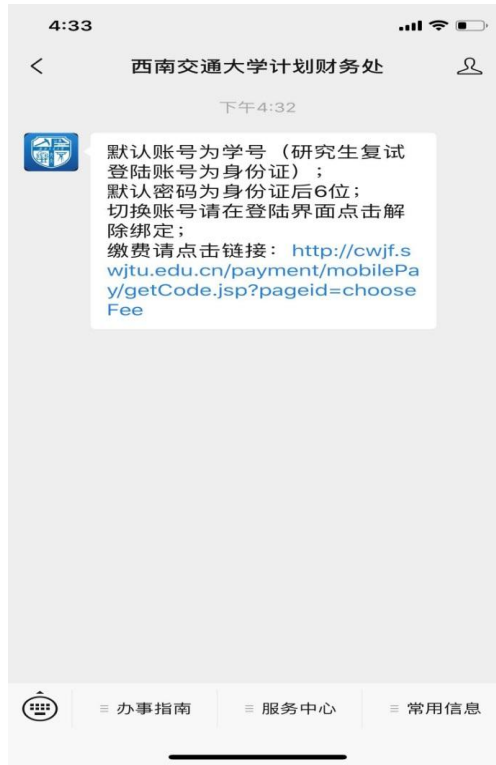 4:33
西南交通大学计划财务处
下午4:32
默认账号为学号（研究生复试
登陆账号为身份证）；
默认密码为身份证后6位；
切换账号请在登陆界面点击解
除绑定；
缴费请点击链接：http://cwjf.s
wjtu.edu.cn/payment/mobilePa
y/getCode.jsp?pageid=choose
Fee
办事指南
服务中心
常用信息